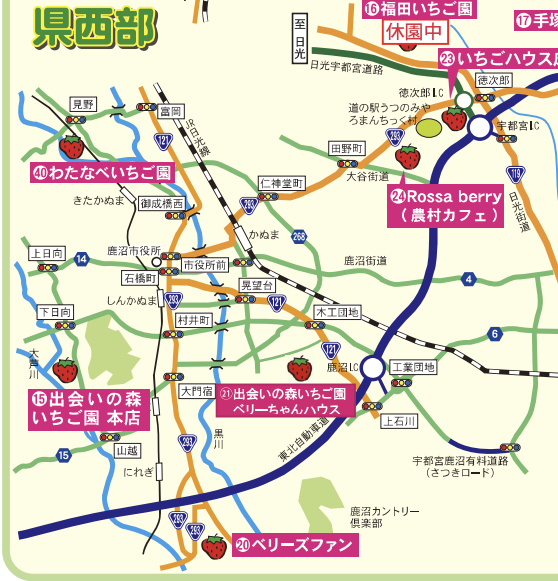 県西部
⑯福田いちご園
休園中
⑰手塚
至日光
日光宇都宮道路
㉓いちごハウス
徳次郎IC
徳次郎
道の駅うつのみや
ろまんちっく村
宇都宮IC
見野
富岡
121
JR日光線
293
田野町
119
㊵わたなべいちご園
大谷街道
日光街道
仁神堂町
㉔Rossa berry
(農村カフェ)
きたかぬま
御成橋西
293
かぬま
268
上日向
14
鹿沼市役所
市役所前
鹿沼街道
石橋町
4
しんかぬま
293
晃望台
121
下日向
村井町
木工団地
6
大芦川
121
鹿沼IC
工業団地
⑮出会いの森
いちご園 本店
大門宿
㉑出会いの森いちご園
ベリーちゃんハウス
上石川
山越
15
293
黒川
東北自動車道
にれぎ
宇都宮鹿沼有料道路
(さつきロード)
293
293
鹿沼カントリー
倶楽部
⑳ベリーズファン